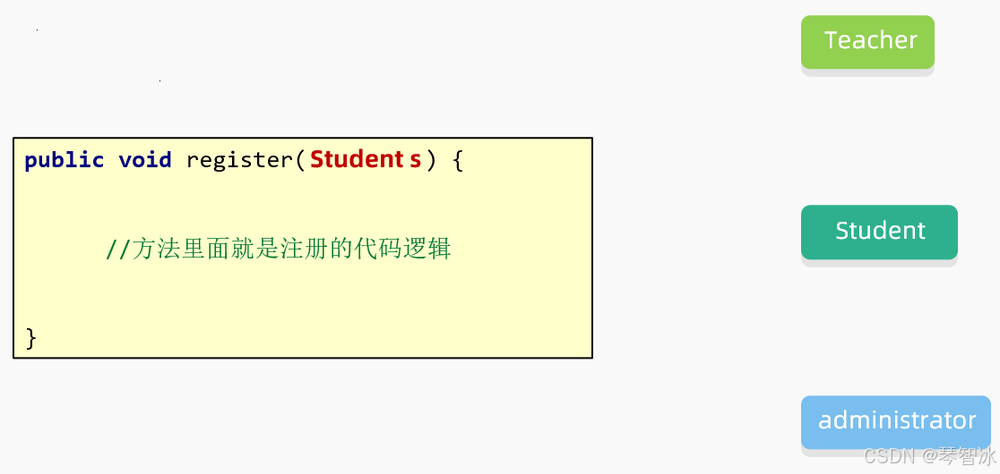 Teacher
public void register(Student s) {
Student
//方法里面就是注册的代码逻辑
}
administrator
CSDN @琴智冰